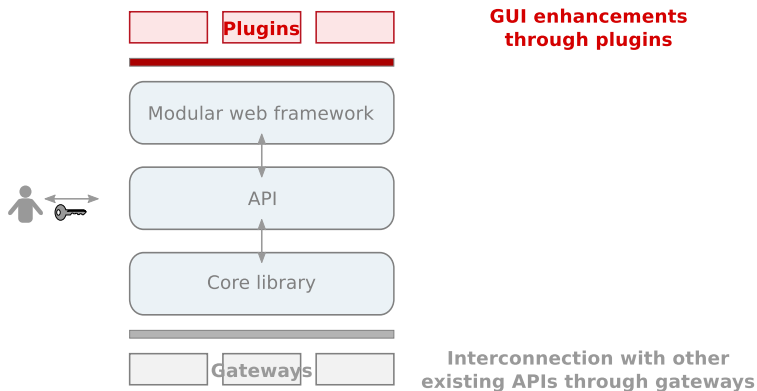 Plugins
GUI enhancements
through plugins
Modular web framework
API
Core library
Gateways
Interconnection with other
existing APIs through gateways